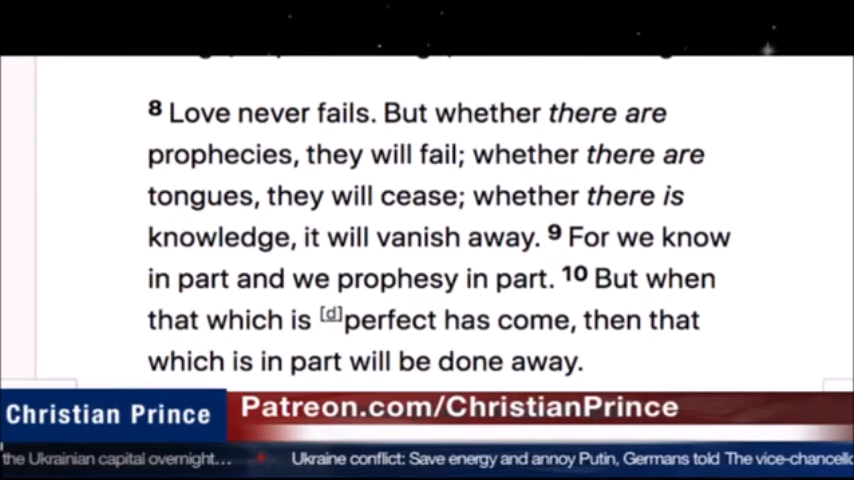 8 Love never fails. But whether there are
prophecies, they will fail; whether there are
tongues, they will cease; whether there is
knowledge, it will vanish away. 9 For we know
in part and we prophesy in part. 10 But when
that which is [d]perfect has come, then that
which is in part will be done away.
Christian Prince
Patreon.com/ChristianPrince
the Ukrainian capital overnight... Ukraine conflict: Save energy and annoy Putin, Germans told The